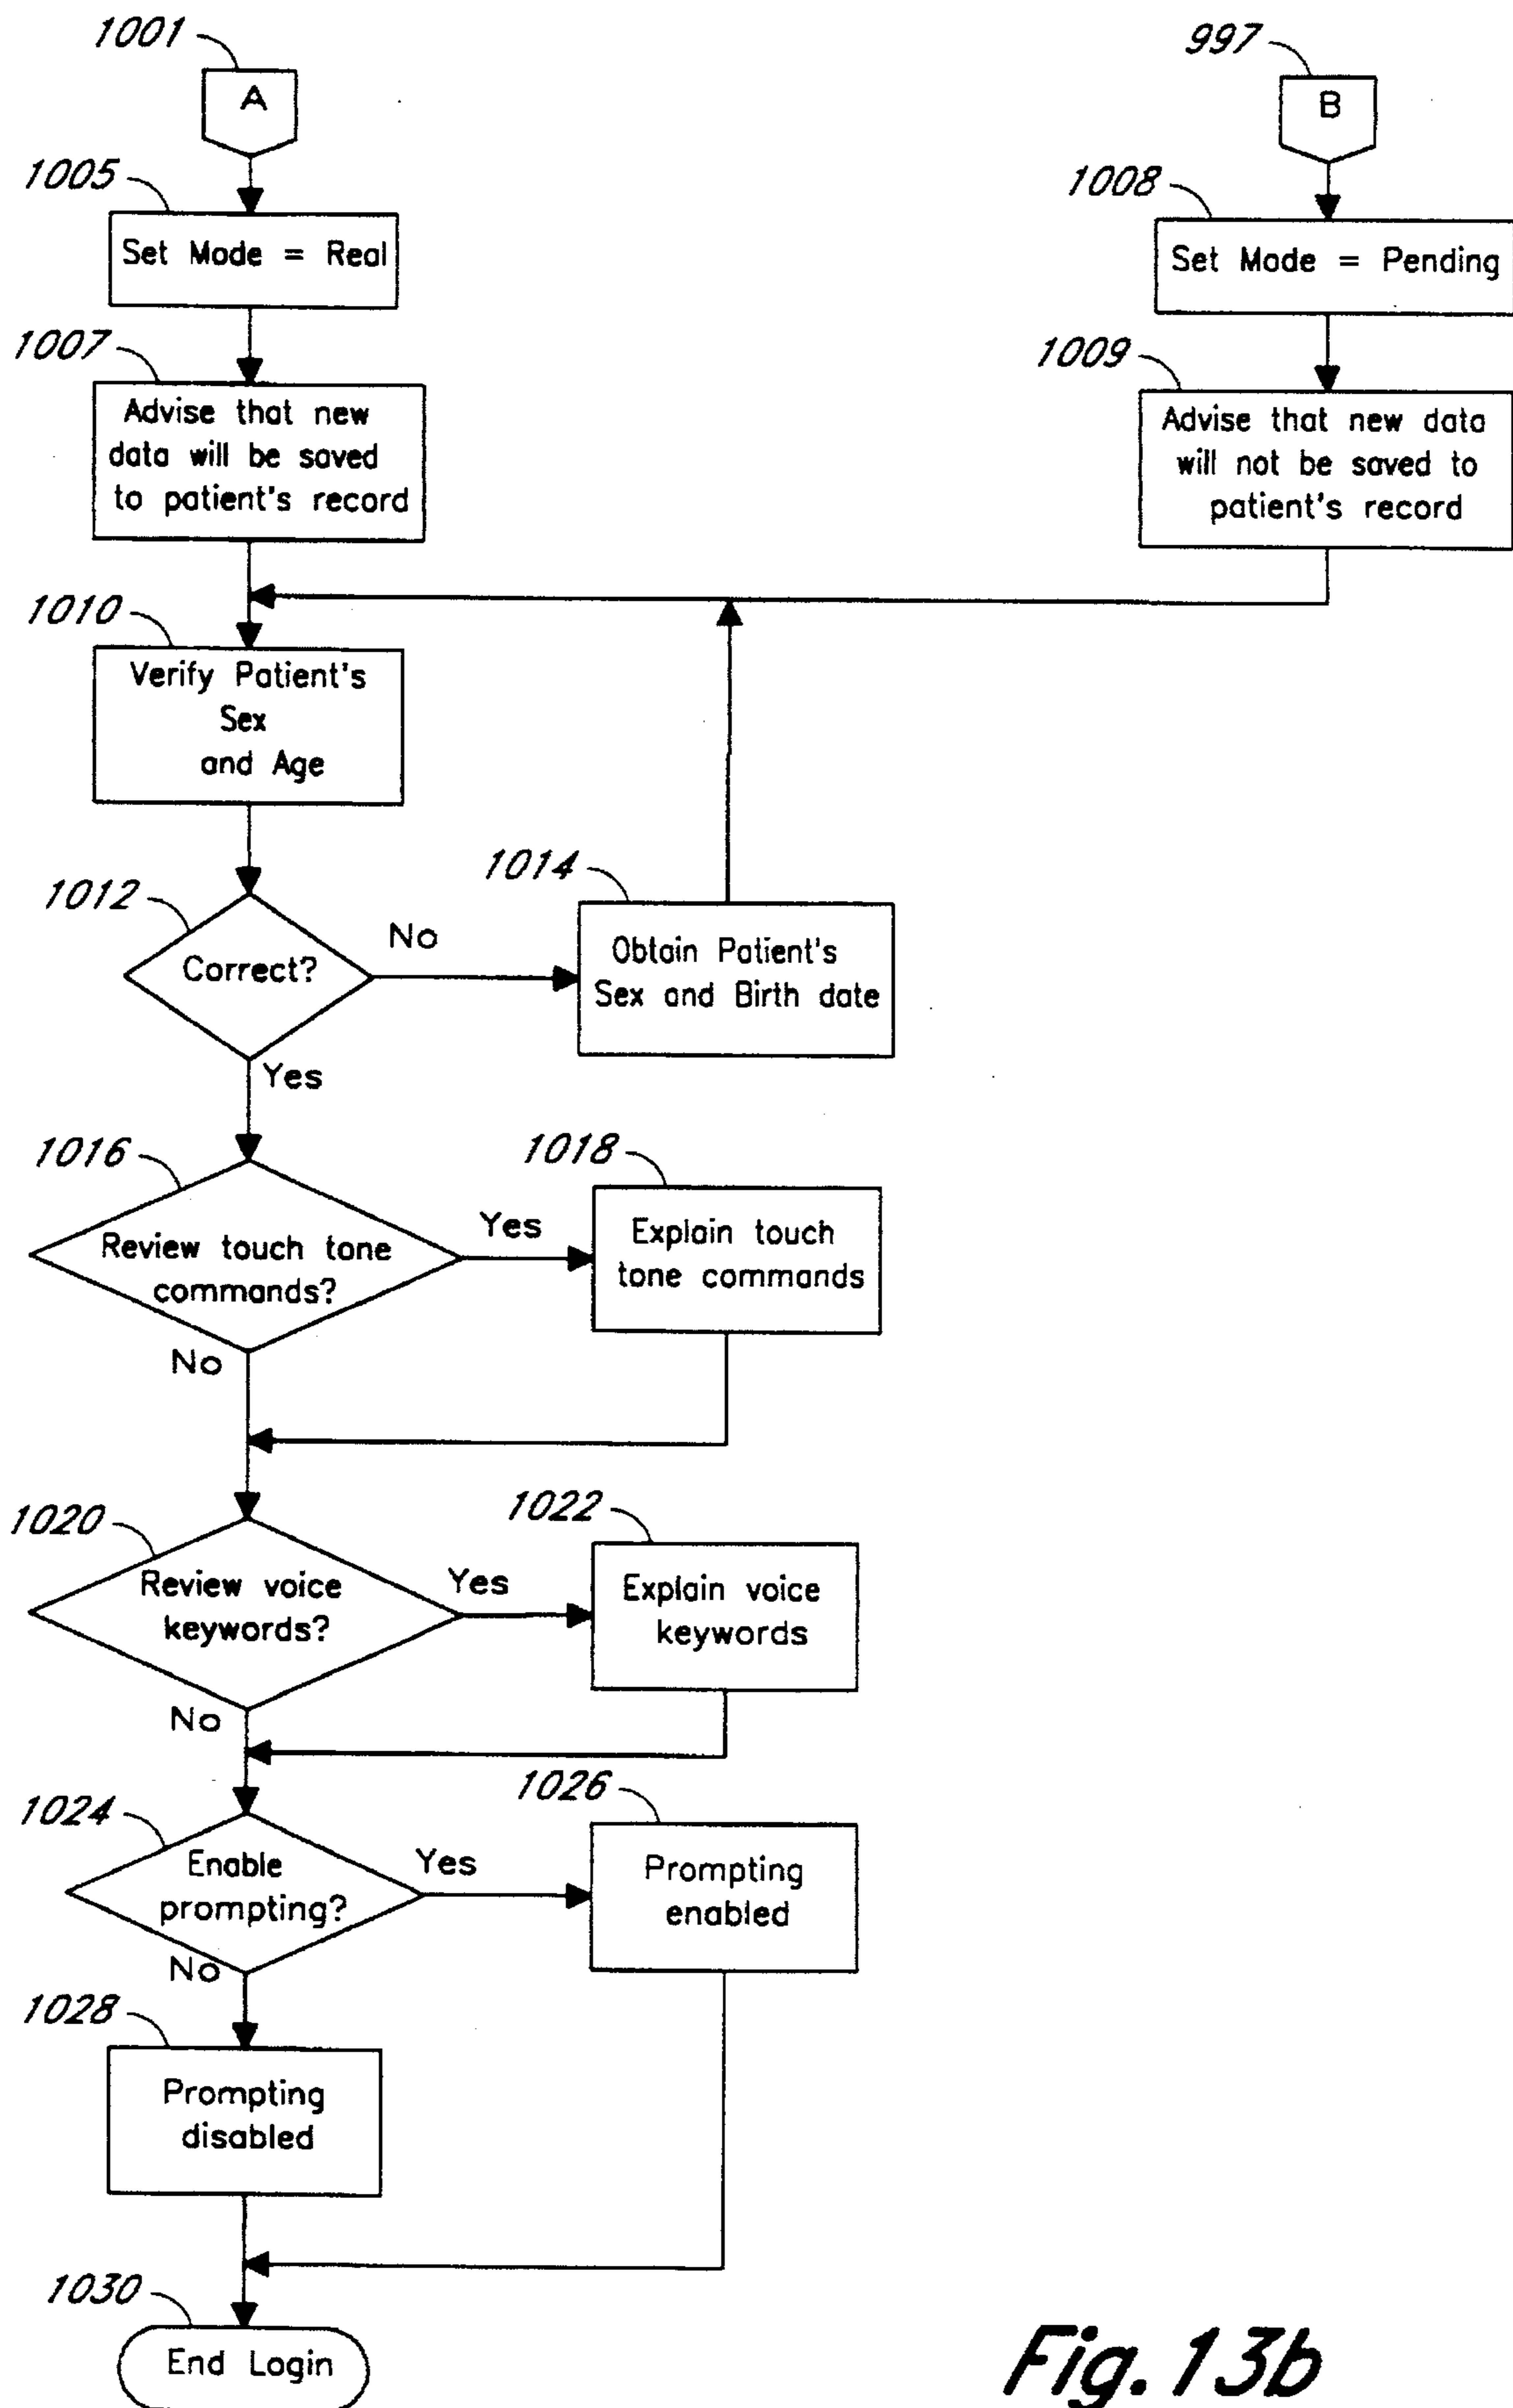 1001
A
997
B
1005
Set Mode = Real
1008
Set Mode = Pending
1007
Advise that new
data will be saved
to patient's record
1009
Advise that new data
will not be saved to
patient's record
1010
Verify Patient's
Sex
and Age
1012
Correct?
No
1014
Obtain Patient's
Sex and Birth date
Yes
1016
Review touch tone
commands?
Yes
1018
Explain touch
tone commands
No
1020
Review voice
keywords?
Yes
1022
Explain voice
keywords
No
1024
Enable
prompting?
Yes
1026
Prompting
enabled
No
1028
Prompting
disabled
1030
End Login
Fig. 13b